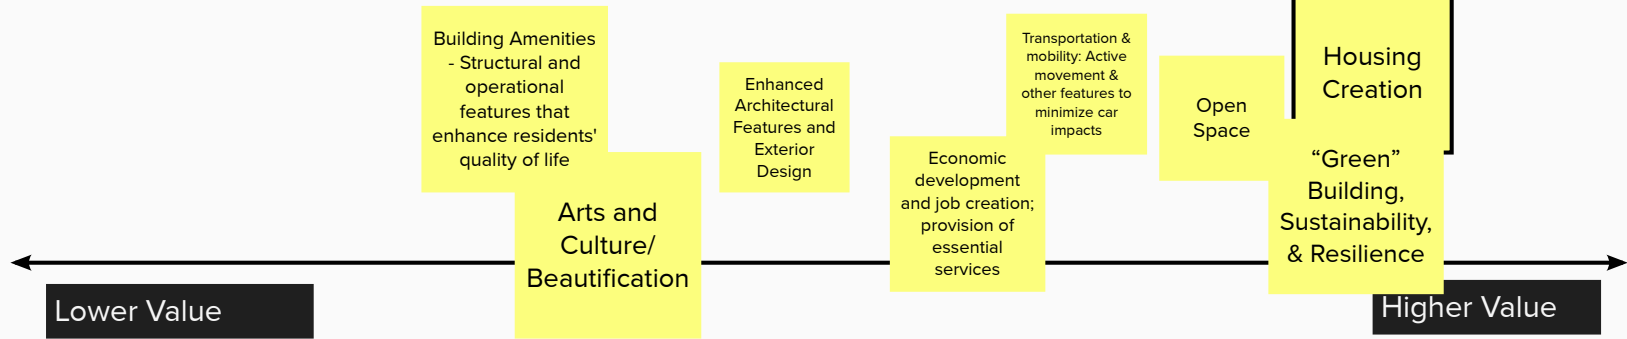 Building Amenities
- Structural and
operational
features that
enhance residents'
quality of life
Arts and
Culture/
Beautification
Enhanced
Architectural
Features and
Exterior
Design
Economic
development
and job creation;
provision of
essential
services
Transportation &
mobility: Active
movement &
other features to
minimize car
impacts
Open
Space
Housing
Creation
“Green”
Building,
Sustainability,
& Resilience
Lower Value
Higher Value